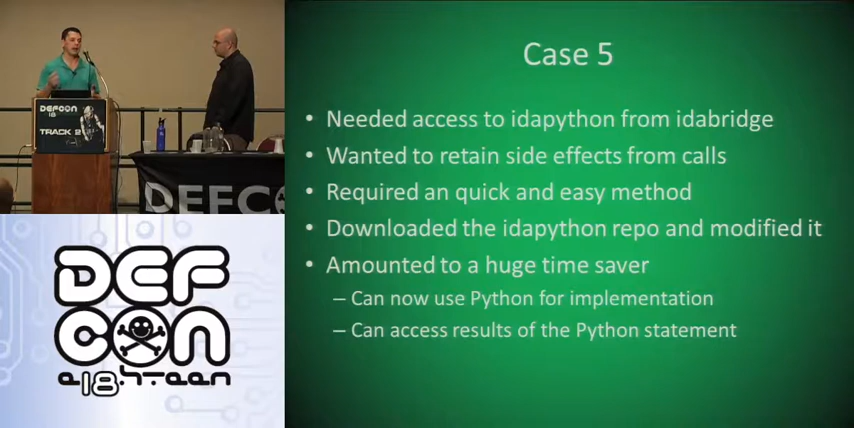 DEFCON
18
TRACK 2
DEFC
DEF
CON
e18hteen
Case 5
• Needed access to idapython from idabridge
• Wanted to retain side effects from calls
• Required an quick and easy method
• Downloaded the idapython repo and modified it
• Amounted to a huge time saver
– Can now use Python for implementation
– Can access results of the Python statement